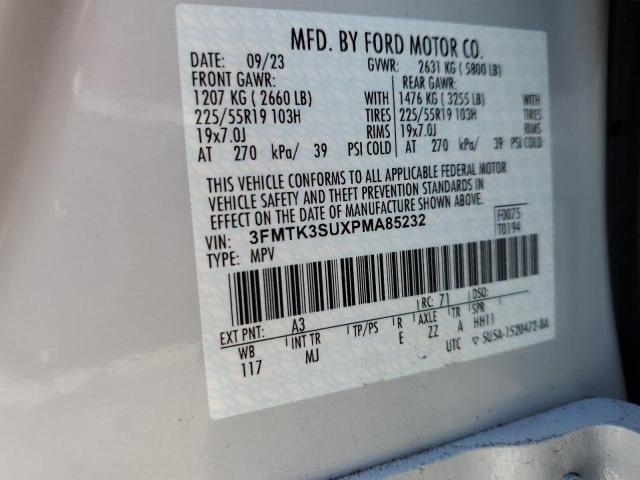 MFD. BY FORD MOTOR CO.
DATE: 09/23 GVWR: 2631 KG ( 5800 LB)
FRONT GAWR: REAR GAWR:
1207 KG ( 2660 LB) WITH 1476 KG ( 3255 LB) WITH
225/55R19 103H TIRES 225/55R19 103H TIRES
19x7.0J RIMS 19x7.0J RIMS
AT 270 kPa/ 39 PSI COLD AT 270 kPa/ 39 PSI COLD
THIS VEHICLE CONFORMS TO ALL APPLICABLE FEDERAL MOTOR
VEHICLE SAFETY AND THEFT PREVENTION STANDARDS IN
EFFECT ON THE DATE OF MANUFACTURE SHOWN ABOVE.
VIN: 3FMTK3SUXPMA85232 F0075
TYPE: MPV T0194
RC: 71 DSO:
EXT PNT: A3
WB INT TR TP/PS R AXLE TR SPR
117 MJ E ZZ A HH11
UTC ▽ SU5A-1520472-BA